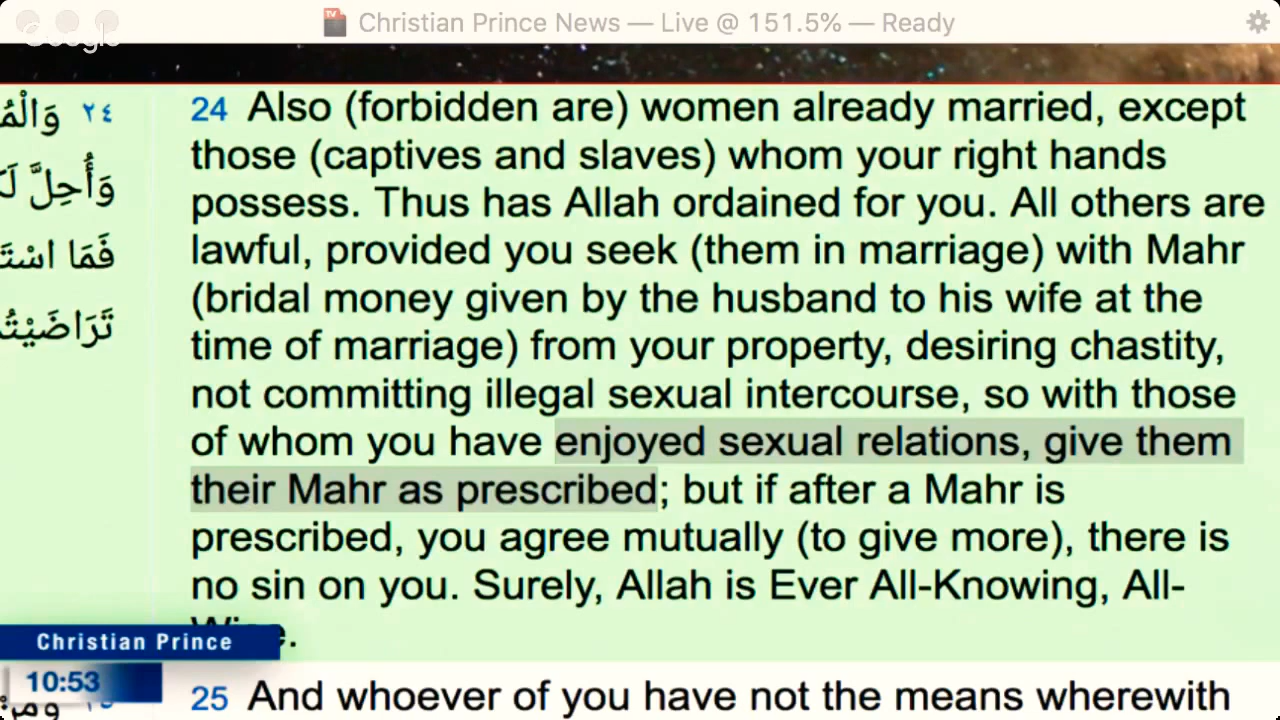 Christian Prince News — Live @ 151.5% — Ready
Google
٢٤
24 Also (forbidden are) women already married, except
those (captives and slaves) whom your right hands
وَأُحِلَّ
possess. Thus has Allah ordained for you. All others are
فَمَا
lawful, provided you seek (them in marriage) with Mahr
(bridal money given by the husband to his wife at the
time of marriage) from your property, desiring chastity,
not committing illegal sexual intercourse, so with those
of whom you have enjoyed sexual relations, give them
their Mahr as prescribed; but if after a Mahr is
prescribed, you agree mutually (to give more), there is
no sin on you. Surely, Allah is Ever All-Knowing, All-
Wise.
Christian Prince
10:53
25 And whoever of you have not the means wherewith